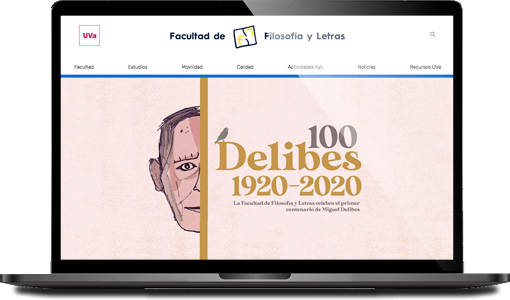 UVa
Facultad de Filosofía y Letras
Facultad Estudios Movilidad Calidad Actividades FyL Noticias Recursos UVa
100
Delibes
1920-2020
La Facultad de Filosofía y Letras celebra el primer
centenario de Miguel Delibes